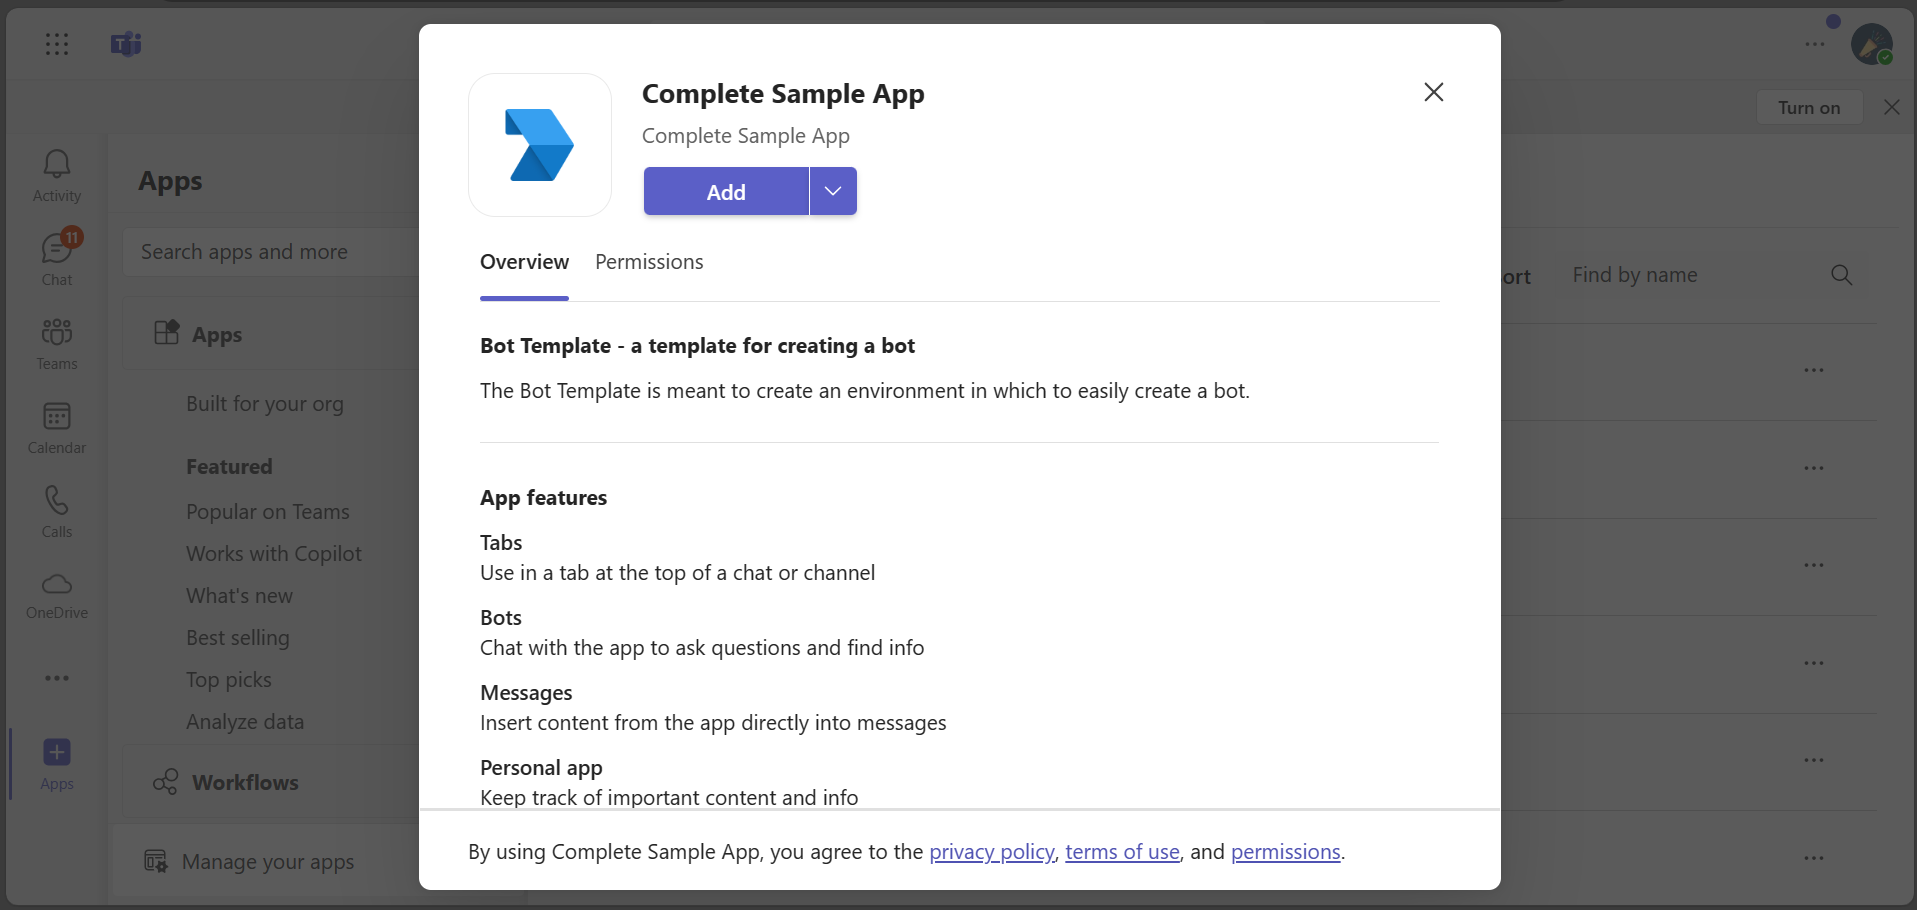 T
Turn on
Activity
11
Chat
Teams
Calendar
Calls
OneDrive
Apps
Apps
Search apps and more
Apps
Built for your org
Featured
Popular on Teams
Works with Copilot
What's new
Best selling
Top picks
Analyze data
Workflows
Manage your apps
Complete Sample App
Complete Sample App
Add
Overview Permissions
Bot Template - a template for creating a bot
The Bot Template is meant to create an environment in which to easily create a bot.
App features
Tabs
Use in a tab at the top of a chat or channel
Bots
Chat with the app to ask questions and find info
Messages
Insert content from the app directly into messages
Personal app
Keep track of important content and info
By using Complete Sample App, you agree to the privacy policy, terms of use, and permissions.
ort
Find by name